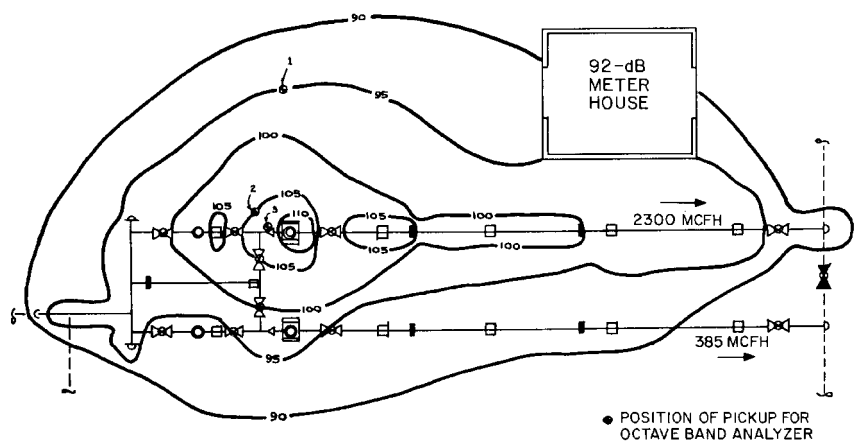 90
92-dB
METER
HOUSE
1
95
100
105
2
105
3
110
105
100
2300 MCFH
105
100
105
100
95
385 MCFH
90
POSITION OF PICKUP FOR
OCTAVE BAND ANALYZER